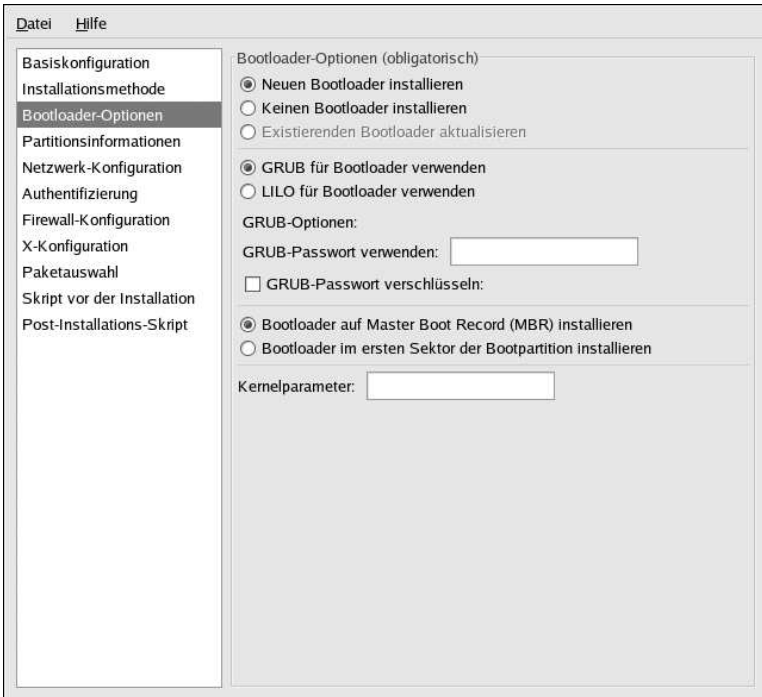 Datei Hilfe
Basiskonfiguration
Installationsmethode
Bootloader-Optionen
Partitionsinformationen
Netzwerk-Konfiguration
Authentifizierung
Firewall-Konfiguration
X-Konfiguration
Paketauswahl
Skript vor der Installation
Post-Installations-Skript
Bootloader-Optionen (obligatorisch)
Neuen Bootloader installieren
Keinen Bootloader installieren
Existierenden Bootloader aktualisieren
GRUB für Bootloader verwenden
LILO für Bootloader verwenden
GRUB-Optionen:
GRUB-Passwort verwenden:
GRUB-Passwort verschlüsseln:
Bootloader auf Master Boot Record (MBR) installieren
Bootloader im ersten Sektor der Bootpartition installieren
Kernelparameter: